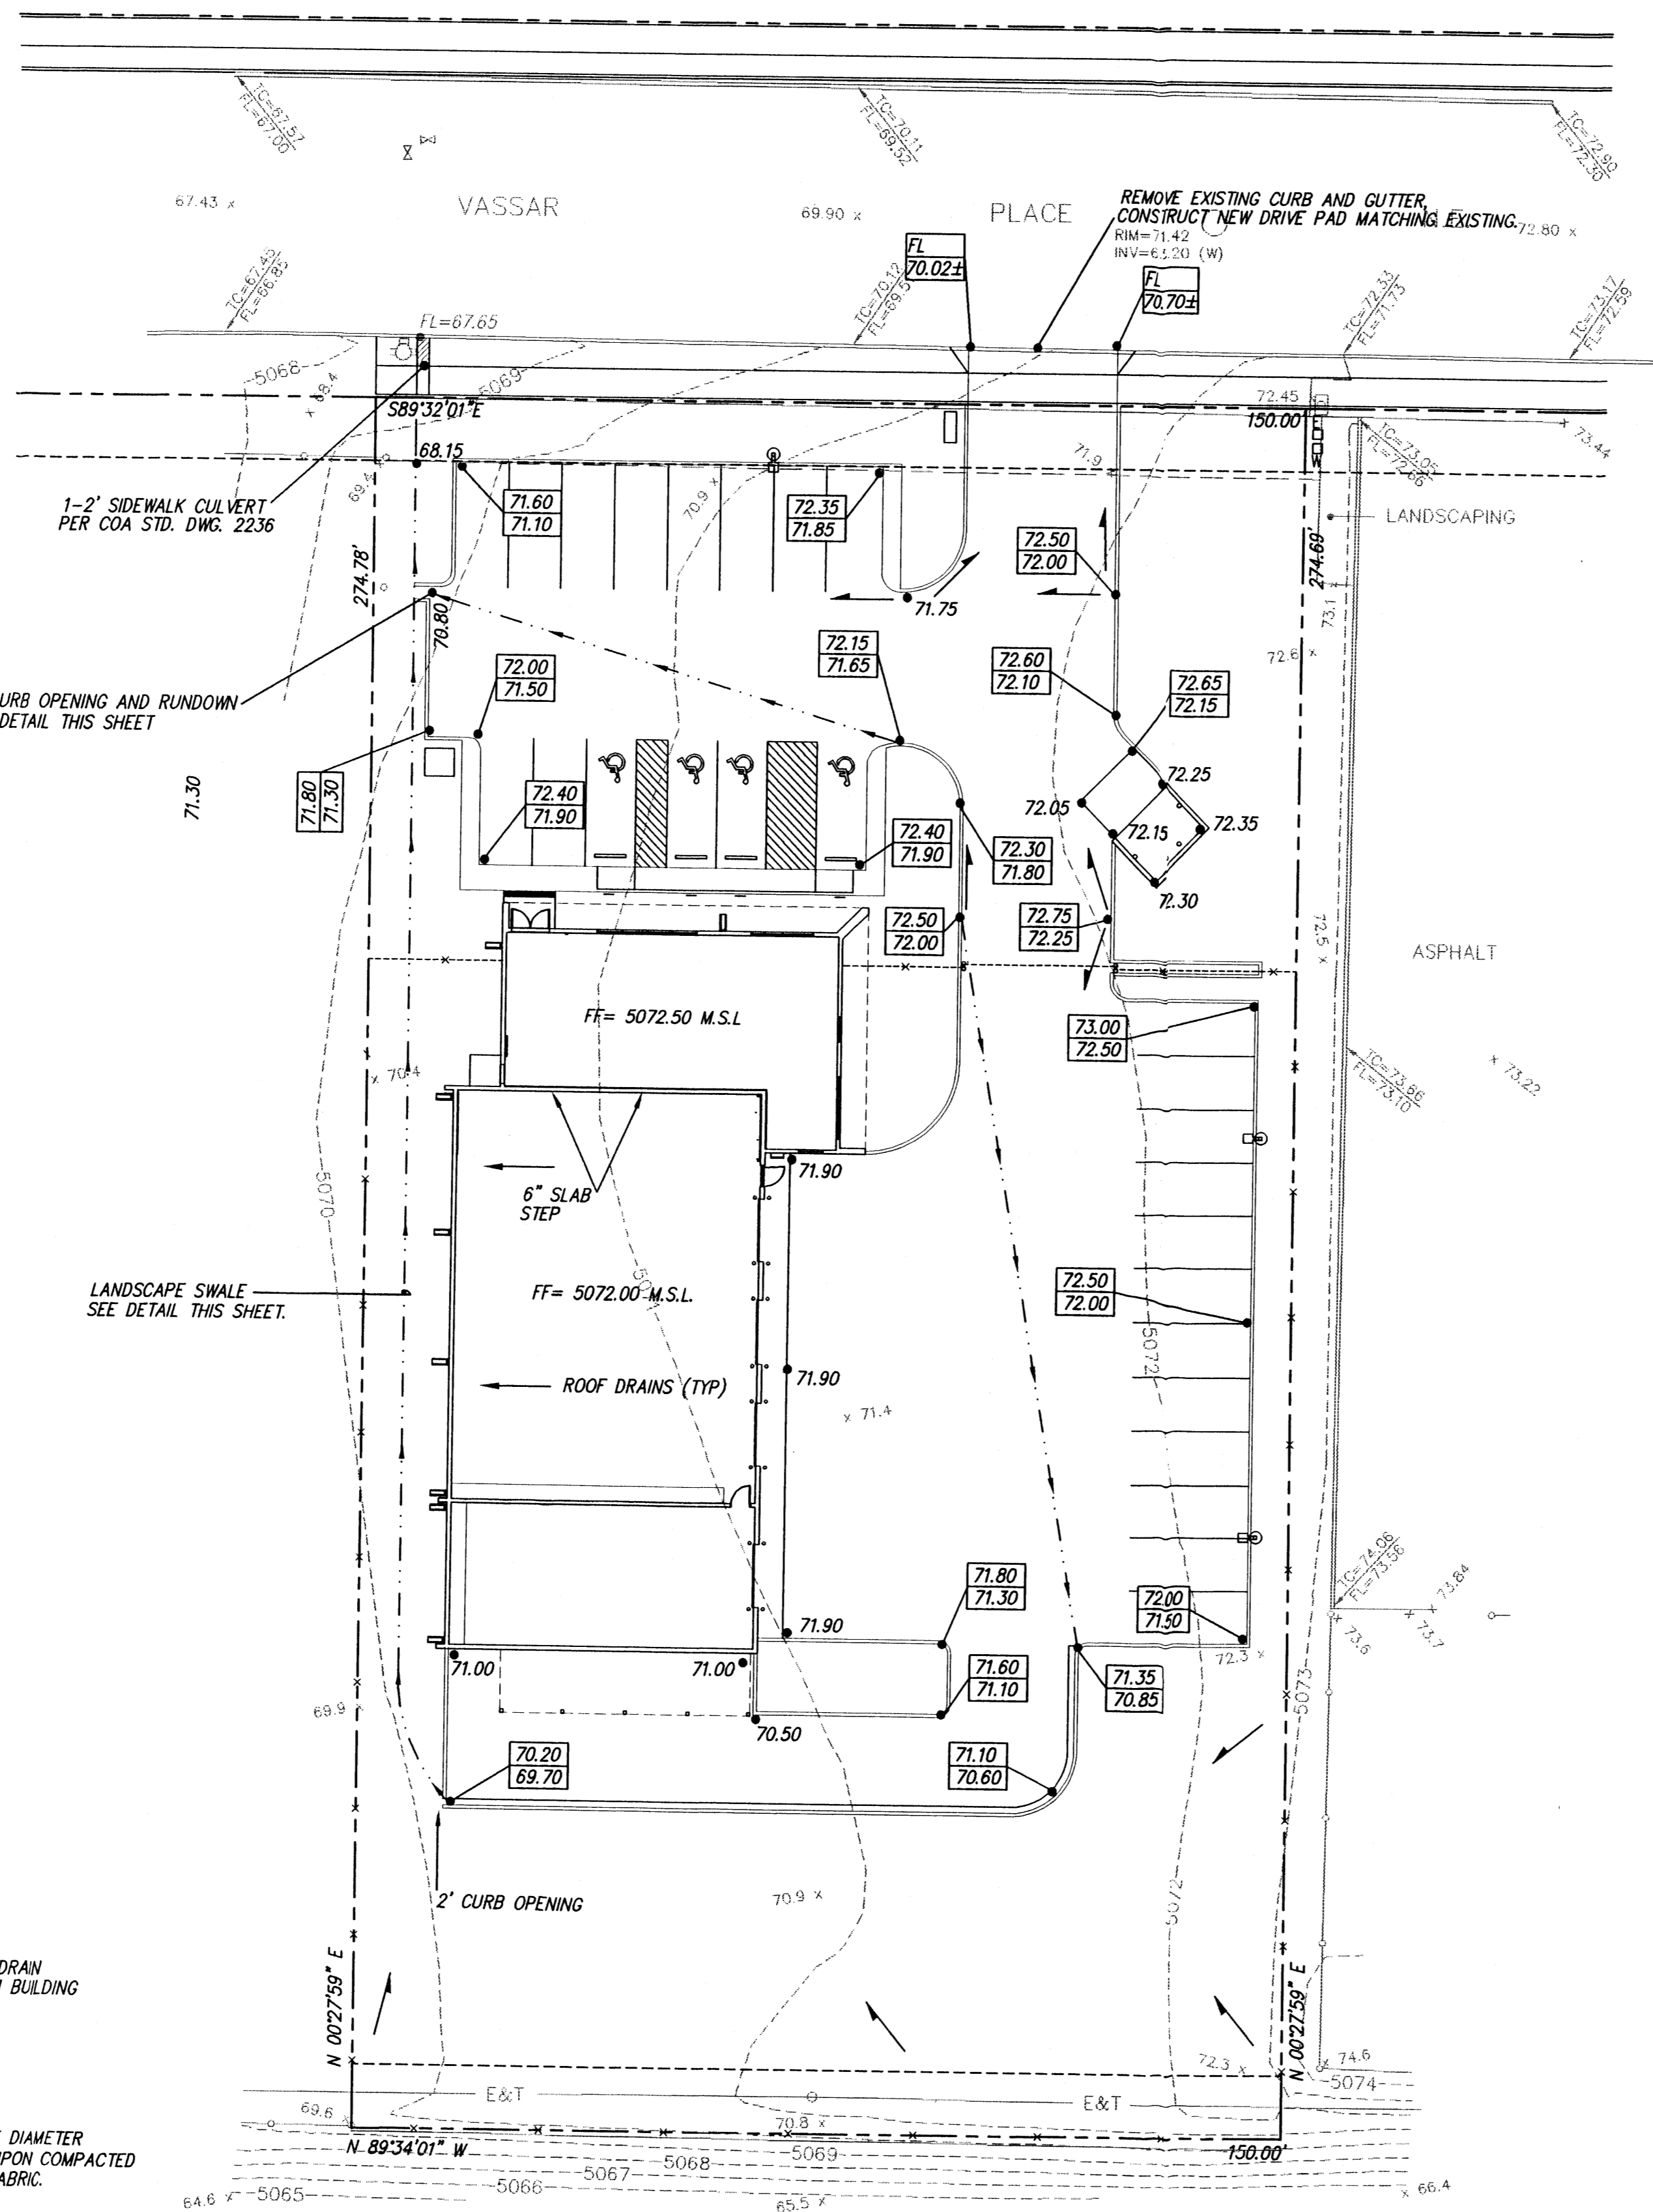 TC=67.57
FL=67.00
TC=70.11
FL=69.52
TC=72.90
FL=72.30
67.43 x
VASSAR
69.90 x
PLACE
REMOVE EXISTING CURB AND GUTTER,
CONSTRUCT NEW DRIVE PAD MATCHING EXISTING.
72.80 x
RIM=71.42
(W)
FL
70.02±
FL
70.70±
TC=67.45
FL=66.85
TC=70.12
TC=72.33
FL=71.73
TC=73.17
FL=72.59
FL=67.65
5068
5069
x 68.4
S89°32'01"E
72.45
150.00'
73.44
TC=73.05
FL=72.66
68.15
69.4
71.9
1-2' SIDEWALK CULVERT
PER COA STD. DWG. 2236
71.60
71.10
70.9 x
72.35
71.85
LANDSCAPING
274.78'
72.50
72.00
274.69'
71.75
73.1
70.80
72.15
71.65
72.00
71.50
72.60
72.10
72.6 x
72.65
72.15
URB OPENING AND RUNDOWN
DETAIL THIS SHEET
71.30
71.80
71.30
72.40
71.90
72.25
72.05
72.15
72.35
72.40
71.90
72.30
71.80
72.30
72.50
72.00
72.75
72.25
72.5 x
ASPHALT
FF= 5072.50 M.S.L
73.00
72.50
x 70.4
TC=73.66
FL=73.10
x 73.22
71.90
6" SLAB
STEP
5070
LANDSCAPE SWALE
SEE DETAIL THIS SHEET.
FF= 5072.00 M.S.L.
72.50
72.00
5072
ROOF DRAINS (TYP)
71.90
x 71.4
71.80
71.30
72.00
71.50
TC=74.06
FL=73.56
73.84
73.7
73.6
71.90
71.00
71.00
71.60
71.10
71.35
70.85
72.3 x
5073
69.9 x
70.50
70.20
69.70
71.10
70.60
2' CURB OPENING
70.9 x
5072
DRAIN
BUILDING
N 00°27'59" E
N 00°27'59" E
72.3 x
x 74.6
5074
E&T
E&T
69.6 x
70.8 x
N 89°34'01" W
150.00'
DIAMETER
UPON COMPACTED
FABRIC.
5069
5068
5067
5066
5065
64.6 x
65.5 x
x 66.4